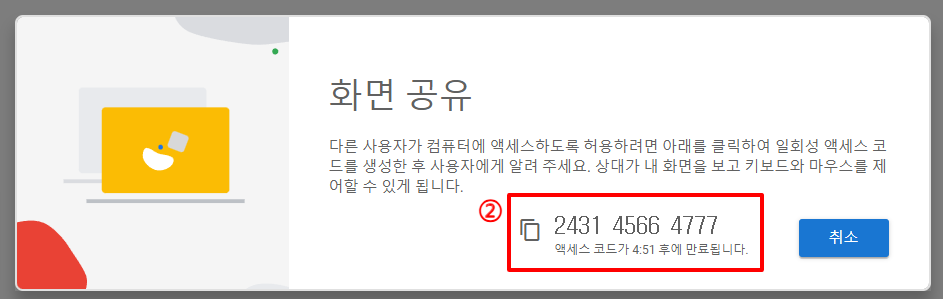 화면 공유
다른 사용자가 컴퓨터에 액세스하도록 허용하려면 아래를 클릭하여 일회성 액세스 코
드를 생성한 후 사용자에게 알려 주세요. 상대가 내 화면을 보고 키보드와 마우스를 제
어할 수 있게 됩니다.
② 2431 4566 4777
액세스 코드가 4:51 후에 만료됩니다.
취소